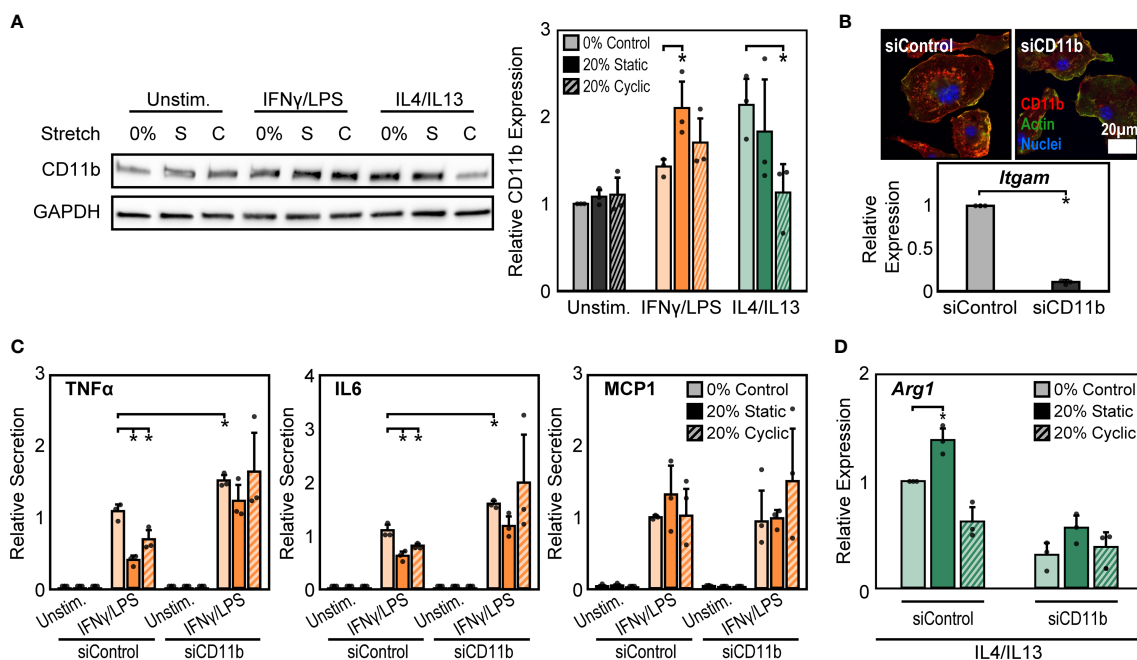 A
Unstim. IFNγ/LPS IL4/IL13
Stretch 0% S C 0% S C 0% S C
CD11b
GAPDH
Relative CD11b Expression
3
2
1
0
0% Control
20% Static
20% Cyclic
*
*
Unstim. IFNγ/LPS IL4/IL13
B
siControl siCD11b
CD11b
Actin
Nuclei
20µm
Itgam
*
Relative
Expression
1
0.5
0
siControl siCD11b
C
TNFα
Relative Secretion
3
2
1
0
* *
*
Unstim. IFNγ/LPS Unstim. IFNγ/LPS
siControl siCD11b
IL6
Relative Secretion
4
3
2
1
0
* *
*
Unstim. IFNγ/LPS Unstim. IFNγ/LPS
siControl siCD11b
MCP1
Relative Secretion
3
2
1
0
0% Control
20% Static
20% Cyclic
Unstim. IFNγ/LPS Unstim. IFNγ/LPS
siControl siCD11b
D
Arg1
Relative Expression
2
1
0
*
0% Control
20% Static
20% Cyclic
siControl siCD11b
IL4/IL13